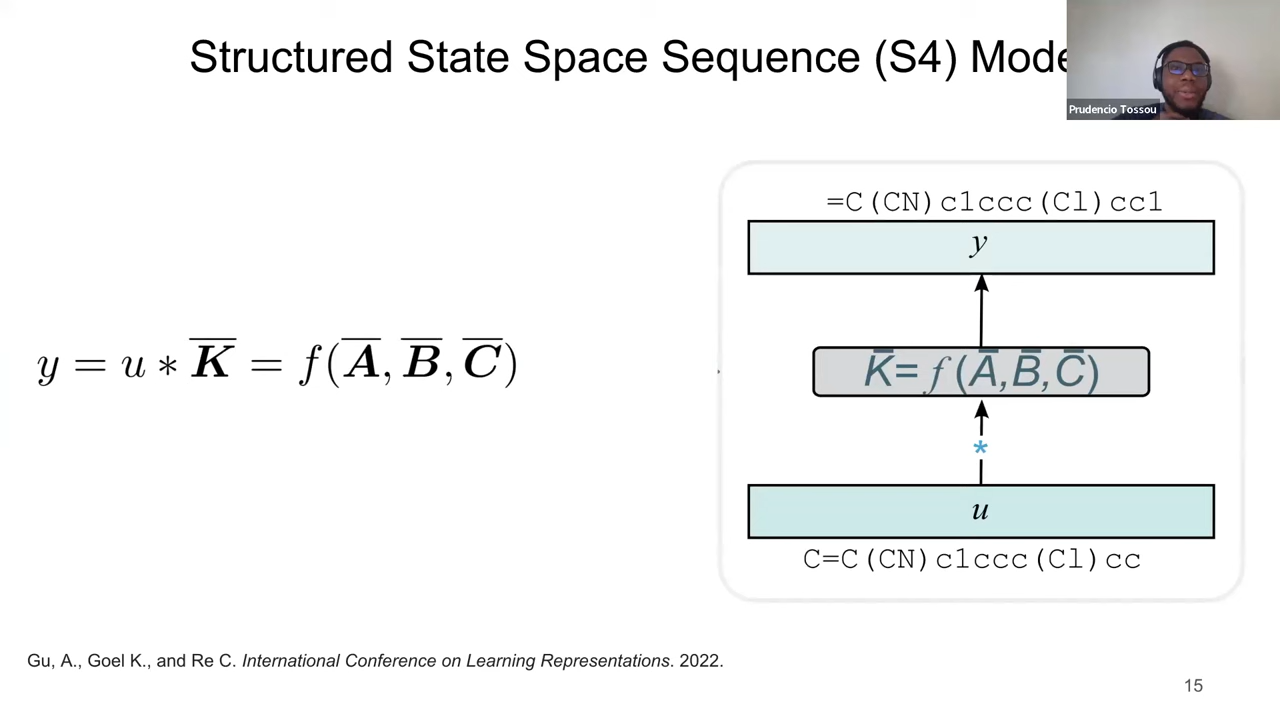 Structured State Space Sequence (S4) Mode
Prudencio Tossou
=C(CN)c1ccc(Cl)cc1
y
y = u ∗ K̅ = f(A̅, B̅, C̅)
K̅= f (A̅,B̅,C̅)
*
u
C=C(CN)c1ccc(Cl)cc
Gu, A., Goel K., and Re C. International Conference on Learning Representations. 2022.
15